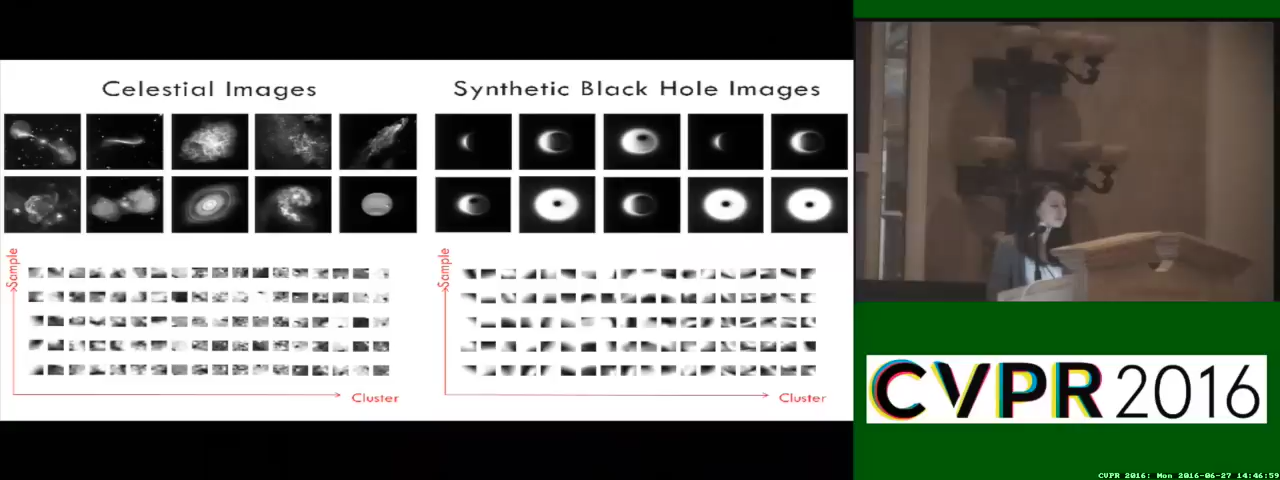 Celestial Images
Synthetic Black Hole Images
Sample
Cluster
Sample
Cluster
CVPR 2016
CVPR 2016: Mon 2016-06-27 14:46:59